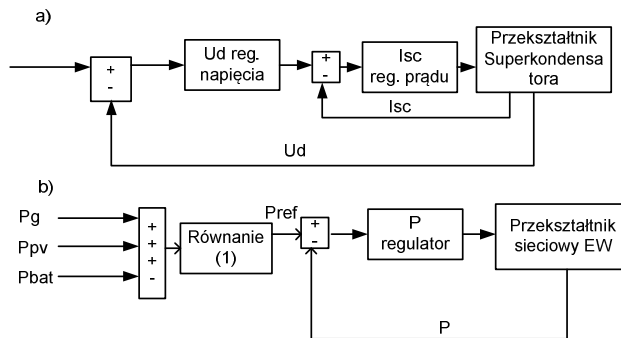 a)
+
-
Ud reg.
napięcia
+
-
Isc
reg. prądu
Przekształtnik
Superkondensa
tora
Isc
Ud
b)
Pg
Ppv
Pbat
+
+
+
-
Równanie
(1)
Pref
+
-
P
regulator
Przekształtnik
sieciowy EW
P